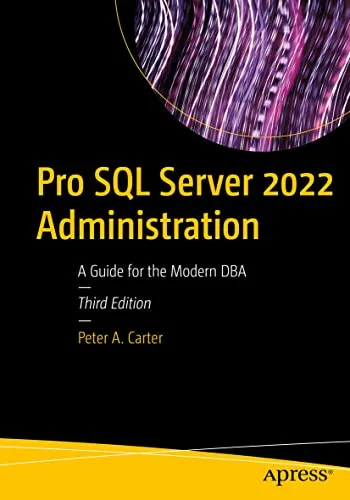 Pro SQL Server 2022
Administration
A Guide for the Modern DBA
—
Third Edition
—
Peter A. Carter
Apress®